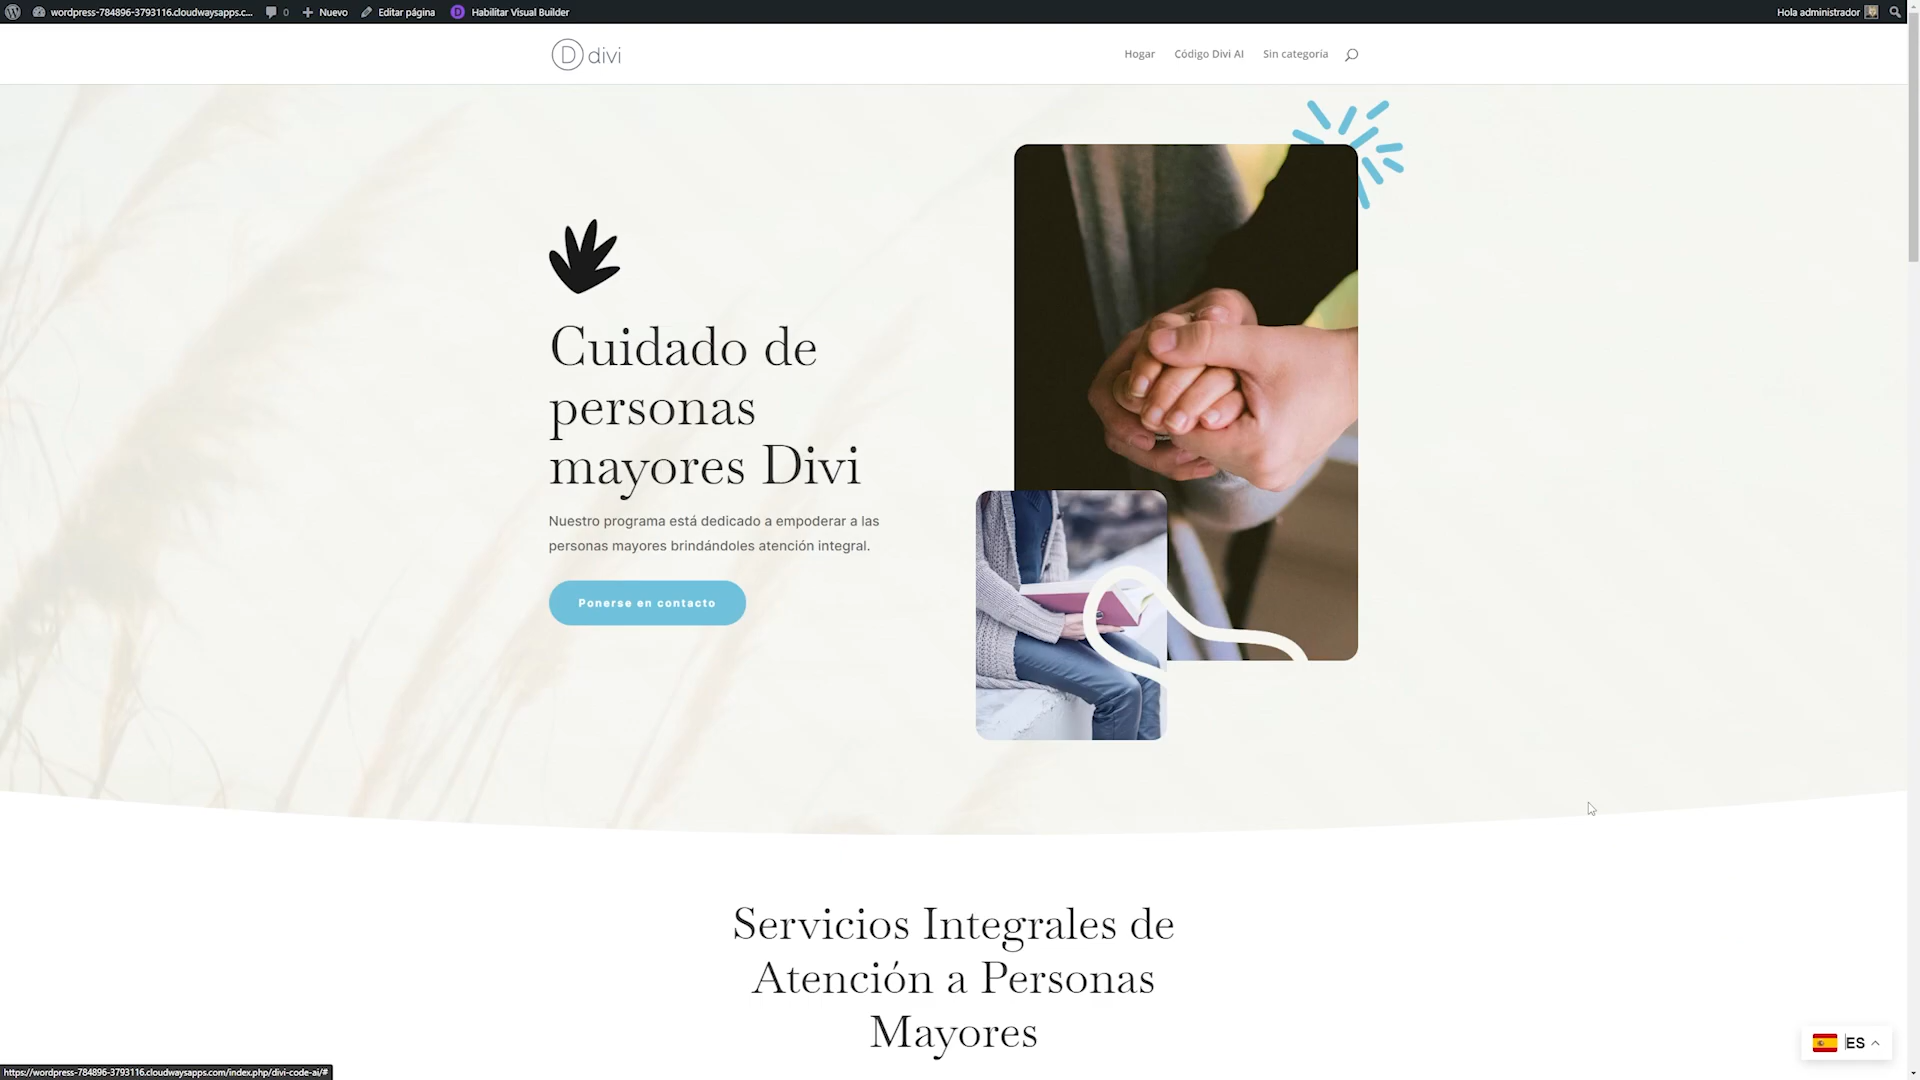 wordpress-784896-3793116.cloudwaysapps.c... 0 Nuevo Editar página D Habilitar Visual Builder Hola administrador
D divi Hogar Código Divi AI Sin categoría
Cuidado de
personas
mayores Divi
Nuestro programa está dedicado a empoderar a las
personas mayores brindándoles atención integral.
Ponerse en contacto
Servicios Integrales de
Atención a Personas
Mayores
ES
https://wordpress-784896-3793116.cloudwaysapps.com/index.php/divi-code-ai/#